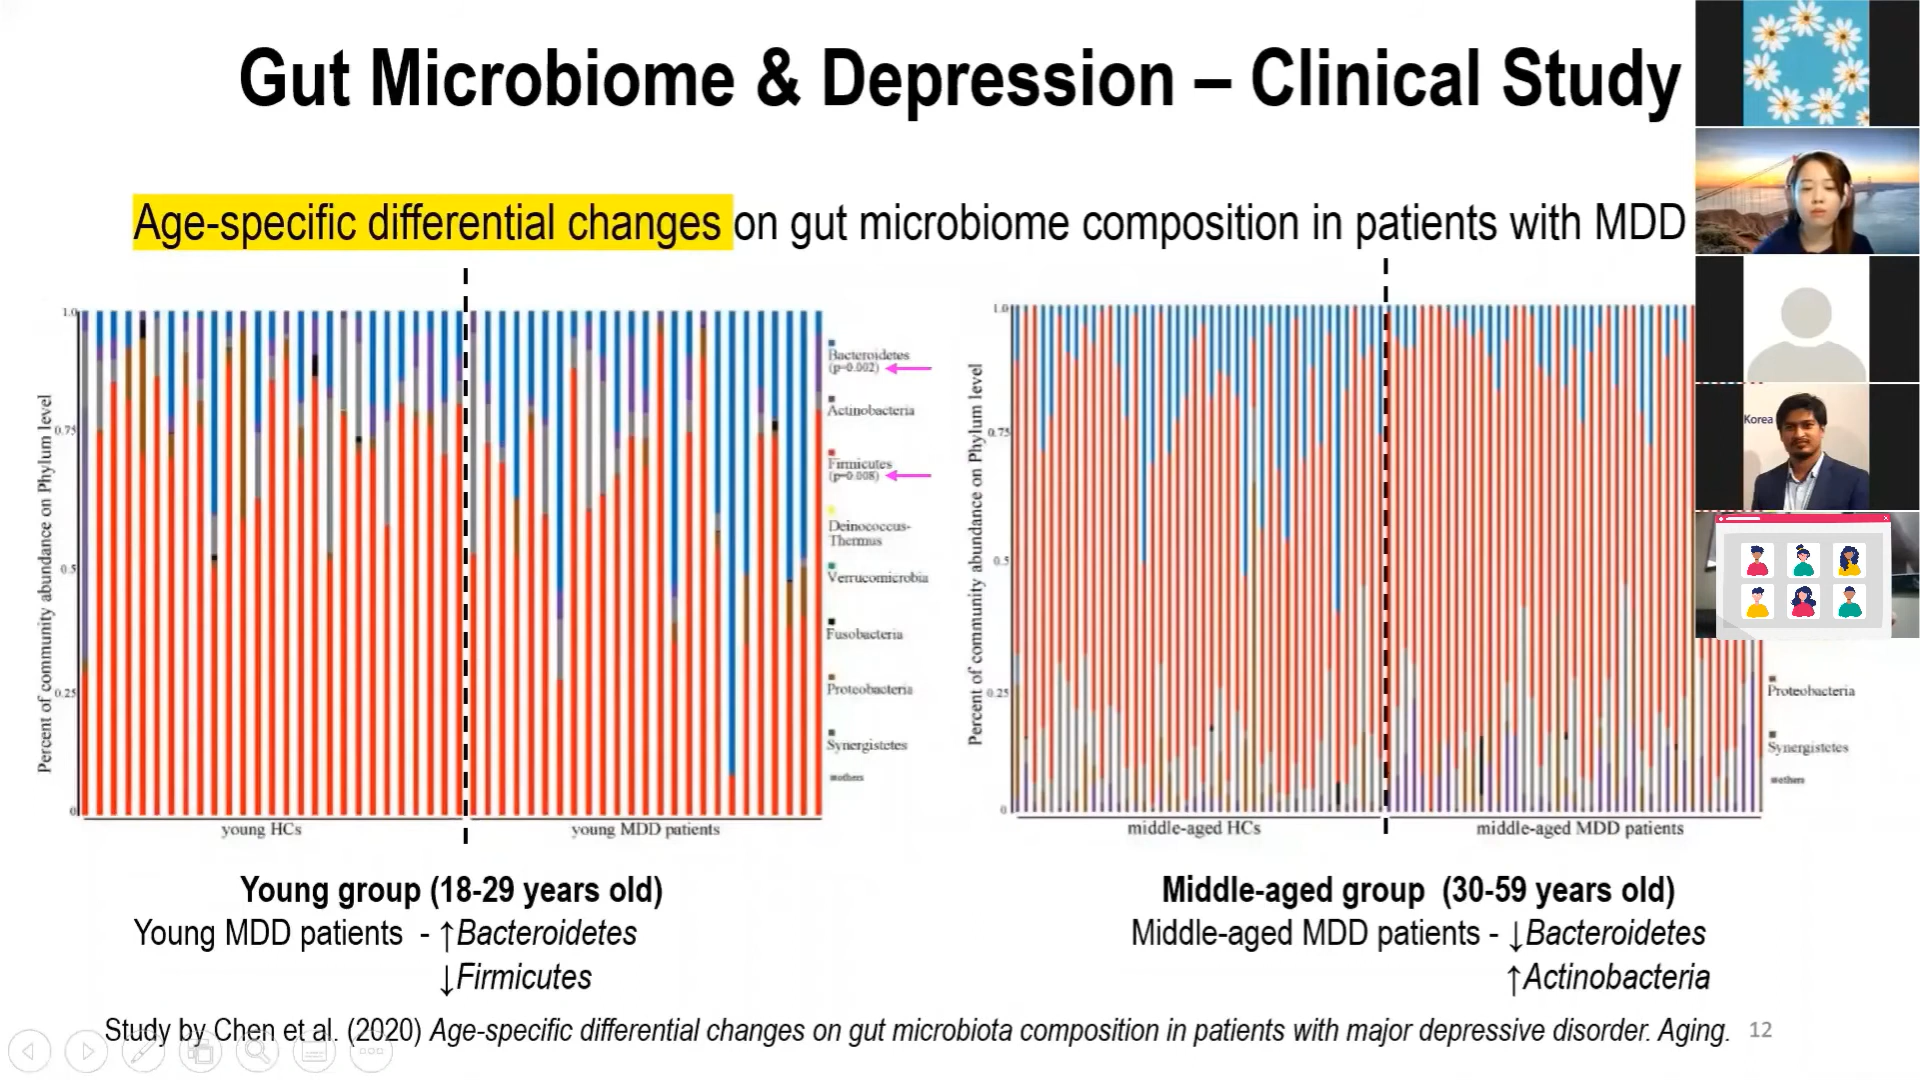 Gut Microbiome & Depression – Clinical Study
Age-specific differential changes on gut microbiome composition in patients with MDD
Percent of community abundance on Phylum level
1.0
0.75
0.5
0.25
0
young HCs
young MDD patients
Bacteroidetes
(p=0.002)
Actinobacteria
Firmicutes
(p=0.008)
Deinococcus-
Thermus
Verrucomicrobia
Fusobacteria
Proteobacteria
Synergistetes
others
Percent of community abundance on Phylum level
1.0
0.75
0.5
0.25
0
middle-aged HCs
middle-aged MDD patients
Proteobacteria
Synergistetes
others
Korea
Young group (18-29 years old)
Young MDD patients - ↑Bacteroidetes
↓Firmicutes
Middle-aged group (30-59 years old)
Middle-aged MDD patients - ↓Bacteroidetes
↑Actinobacteria
Study by Chen et al. (2020) Age-specific differential changes on gut microbiota composition in patients with major depressive disorder. Aging.
12